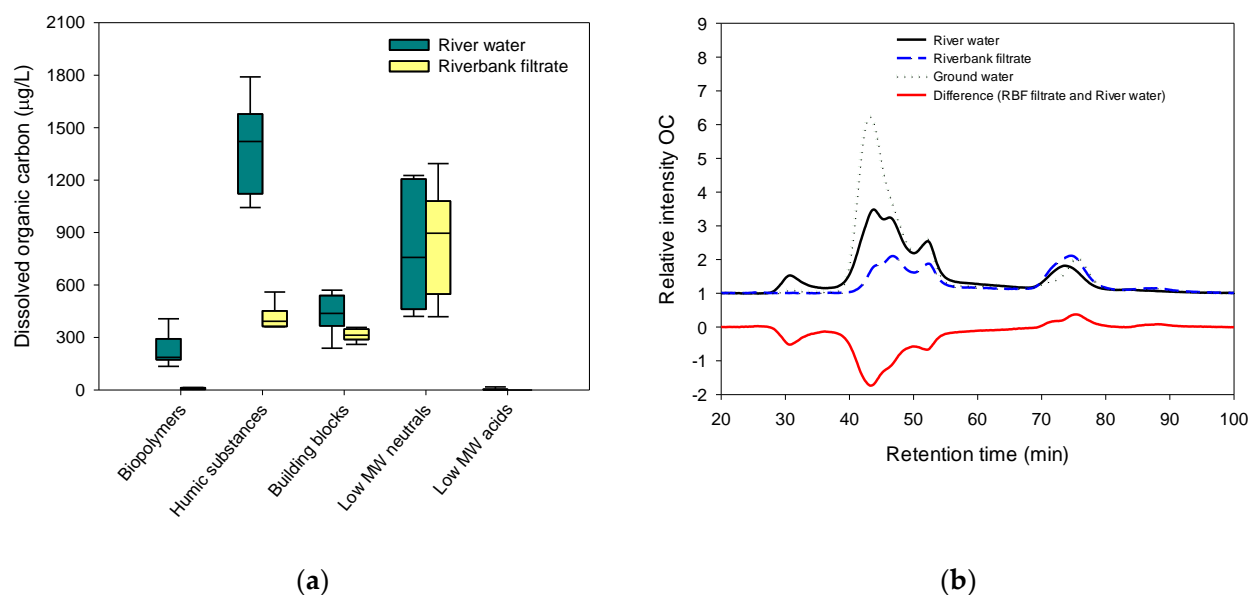 Dissolved organic carbon (µg/L)
2100
1800
1500
1200
900
600
300
0
River water
Riverbank filtrate
Biopolymers
Humic substances
Building blocks
Low MW neutrals
Low MW acids
(a)
Relative intensity OC
9
8
7
6
5
4
3
2
1
0
-1
-2
River water
Riverbank filtrate
Ground water
Difference (RBF filtrate and River water)
20 30 40 50 60 70 80 90 100
Retention time (min)
(b)